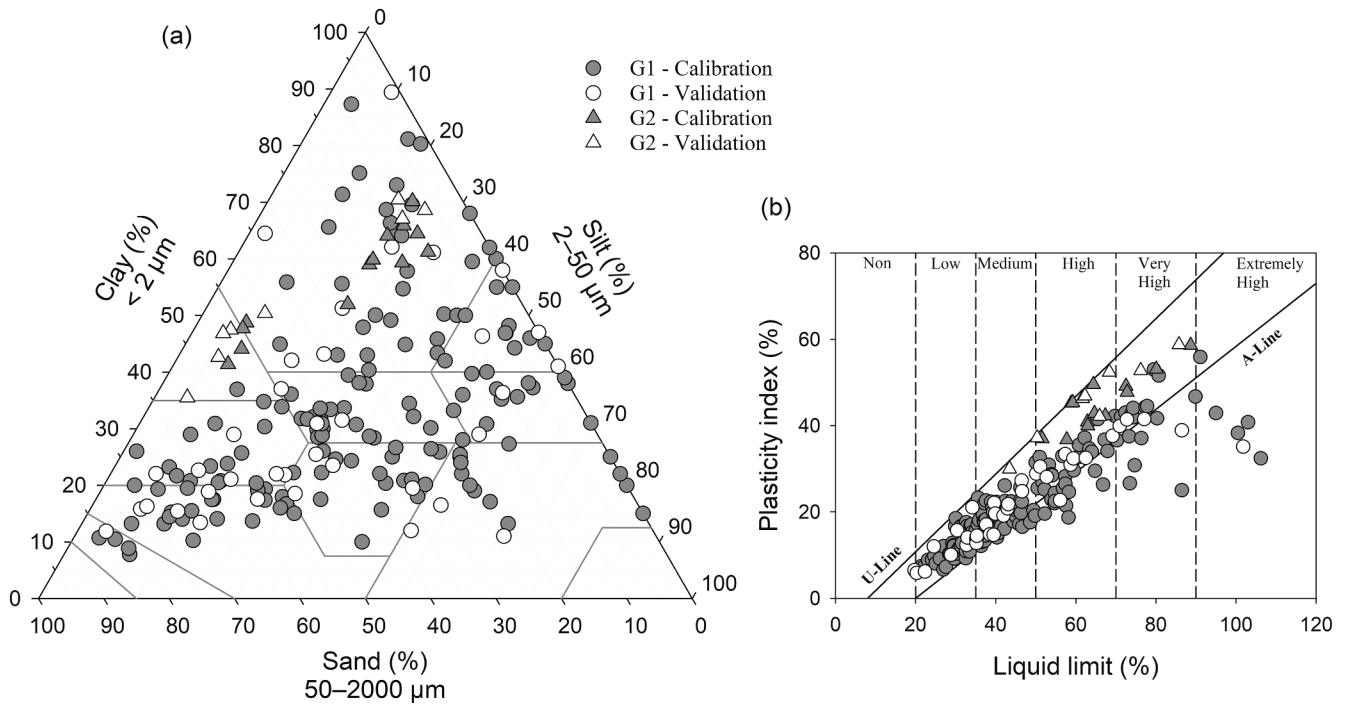 (a)
G1 - Calibration
G1 - Validation
G2 - Calibration
G2 - Validation
Clay (%)
< 2 µm
0
10
20
30
40
50
60
70
80
90
100
Silt (%)
2–50 µm
0
10
20
30
40
50
60
70
80
90
100
100
90
80
70
60
50
40
30
20
10
0
Sand (%)
50–2000 µm
(b)
Plasticity index (%)
80
60
40
20
0
Non
Low
Medium
High
Very
High
Extremely
High
U-Line
A-Line
0
20
40
60
80
100
120
Liquid limit (%)